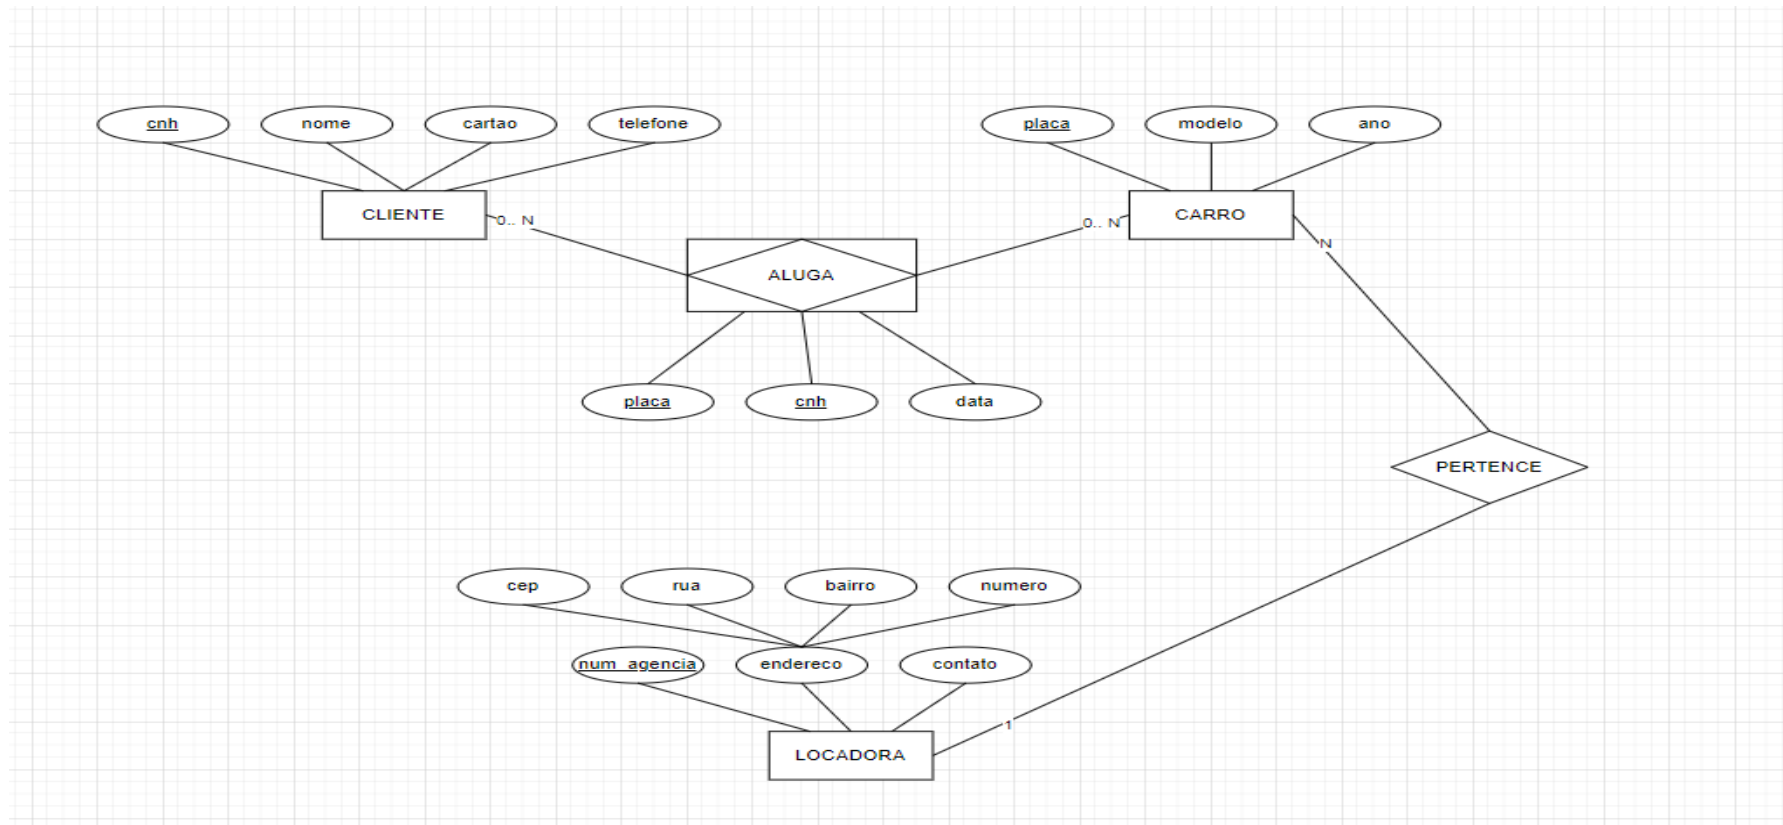 cnh nome cartao telefone
placa modelo ano
CLIENTE
CARRO
0.. N
0.. N
N
ALUGA
placa cnh data
PERTENCE
cep rua bairro numero
num_agencia endereco contato
1
LOCADORA